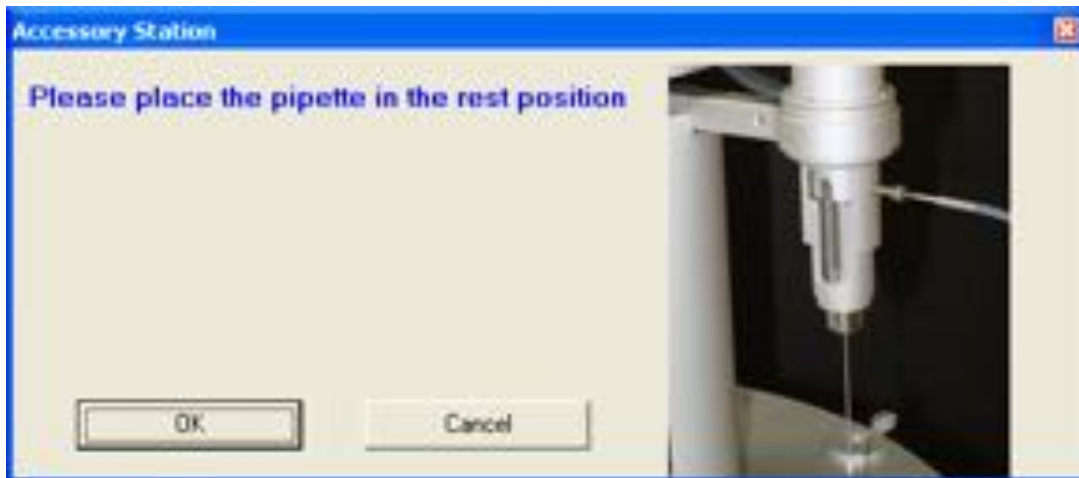 Accessory Station
Please place the pipette in the rest position
OK
Cancel